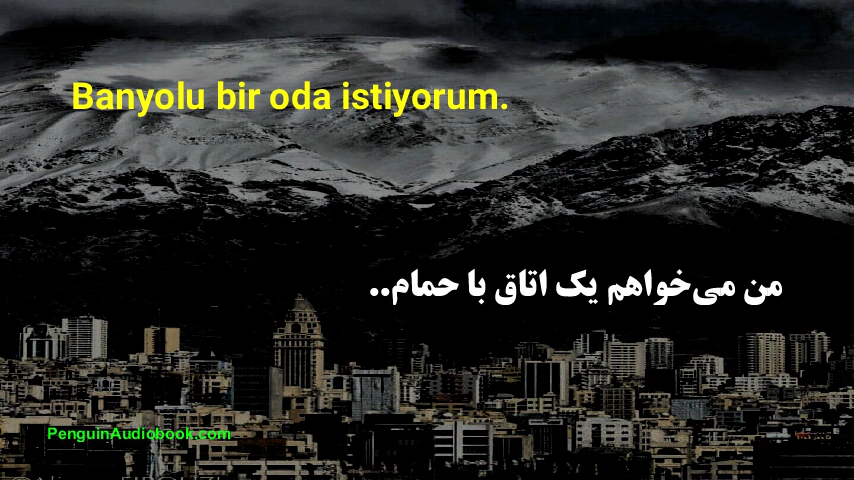 Banyolu bir oda istiyorum.
من می‌خواهم یک اتاق با حمام..
PenguinAudiobook.com